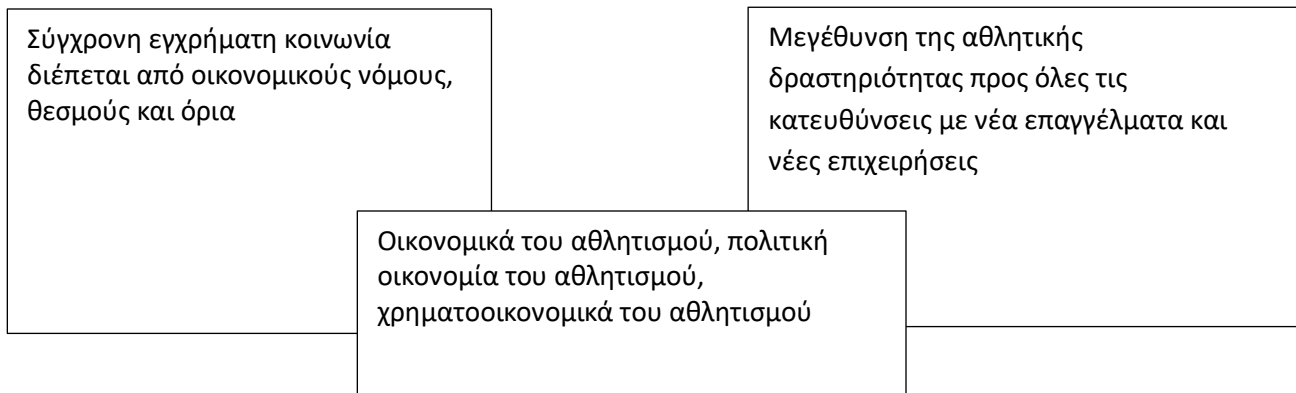 Σύγχρονη εγχρήματη κοινωνία
διέπεται από οικονομικούς νόμους,
θεσμούς και όρια
Μεγέθυνση της αθλητικής
δραστηριότητας προς όλες τις
κατευθύνσεις με νέα επαγγέλματα και
νέες επιχειρήσεις
Οικονομικά του αθλητισμού, πολιτική
οικονομία του αθλητισμού,
χρηματοοικονομικά του αθλητισμού